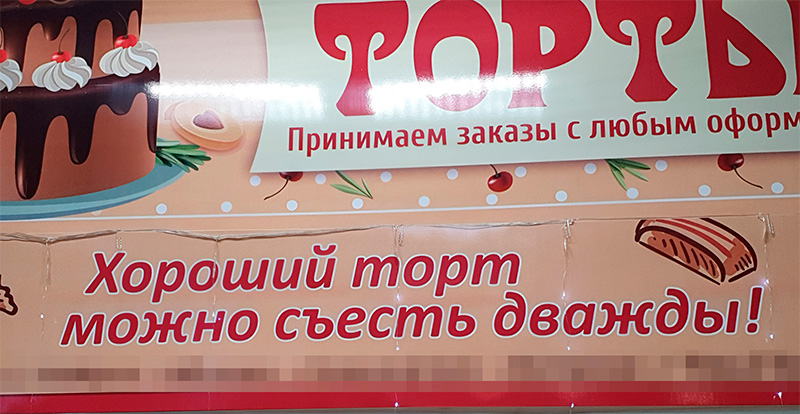 ТОРТЫ
Принимаем заказы с любым оформ
Хороший торт
можно съесть дважды!